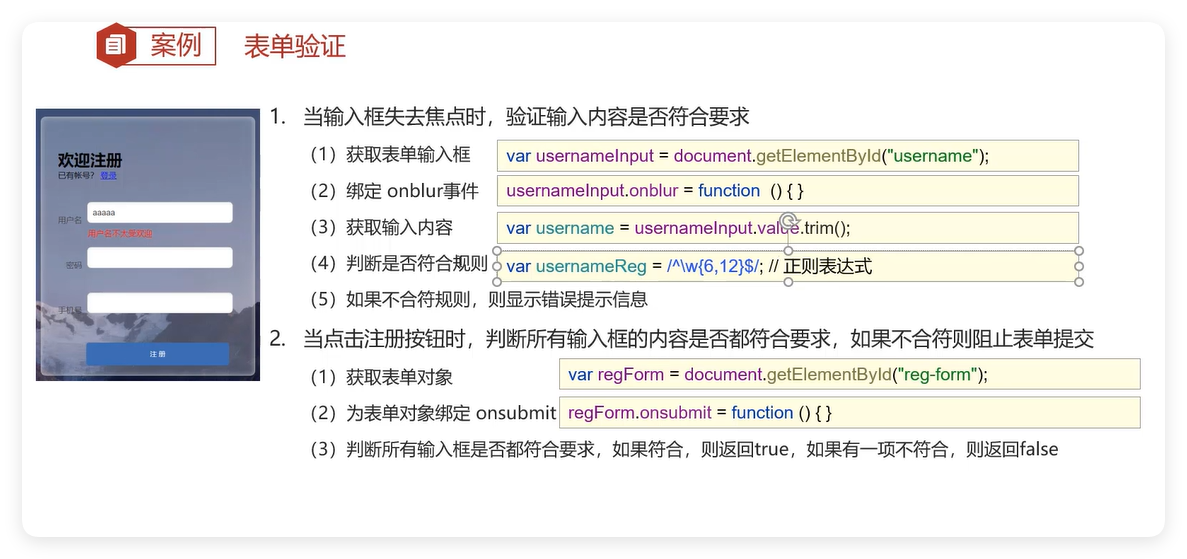 案例
表单验证
欢迎注册
已有帐号? 登录
用户名
aaaaa
用户名不太受欢迎
密码
手机号
注册
1. 当输入框失去焦点时，验证输入内容是否符合要求
（1）获取表单输入框
var usernameInput = document.getElementById("username");
（2）绑定 onblur事件
usernameInput.onblur = function () { }
（3）获取输入内容
var username = usernameInput.value.trim();
（4）判断是否符合规则
var usernameReg = /^\w{6,12}$/; // 正则表达式
（5）如果不合符规则，则显示错误提示信息
2. 当点击注册按钮时，判断所有输入框的内容是否都符合要求，如果不合符则阻止表单提交
（1）获取表单对象
var regForm = document.getElementById("reg-form");
（2）为表单对象绑定 onsubmit
regForm.onsubmit = function () { }
（3）判断所有输入框是否都符合要求，如果符合，则返回true，如果有一项不符合，则返回false